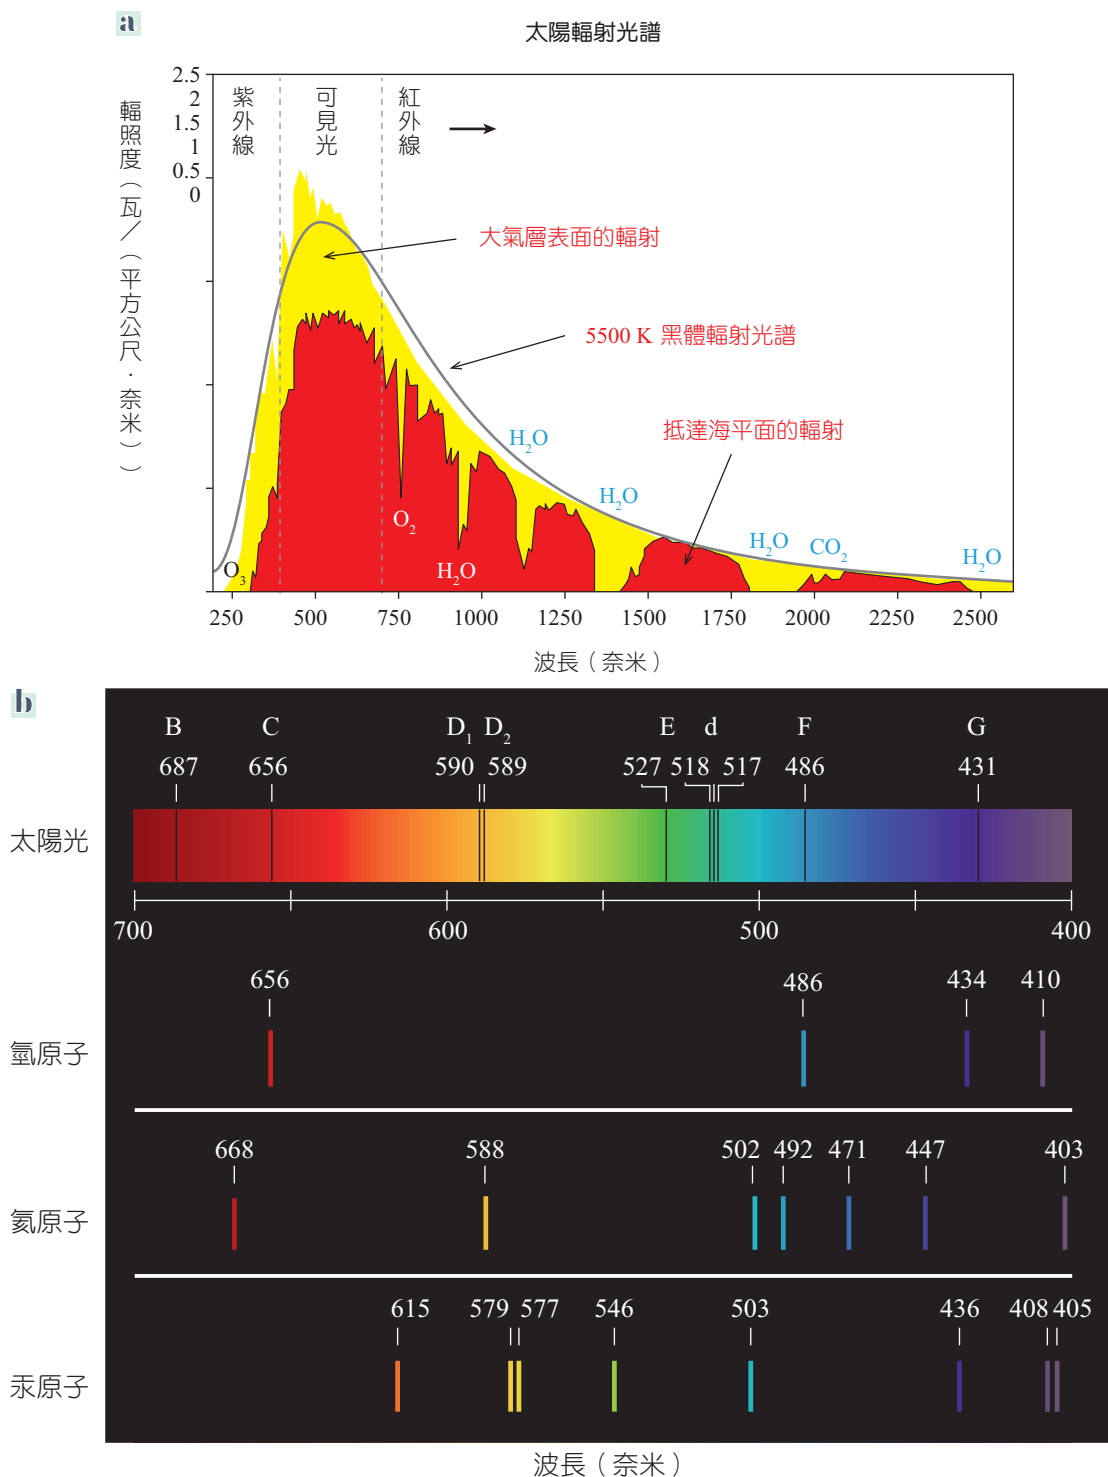 a
太陽輻射光譜
輻照度（瓦／（平方公尺．奈米））
2.5
2
1.5
1
0.5
0
紫外線
可見光
紅外線
大氣層表面的輻射
5500 K 黑體輻射光譜
抵達海平面的輻射
H₂O
H₂O
H₂O
CO₂
H₂O
O₃
O₂
H₂O
250 500 750 1000 1250 1500 1750 2000 2250 2500
波長（奈米）
b
B C D₁ D₂ E d F G
687 656 590 589 527 518 517 486 431
太陽光
700 600 500 400
656 486 434 410
氫原子
668 588 502 492 471 447 403
氦原子
615 579 577 546 503 436 408 405
汞原子
波長（奈米）